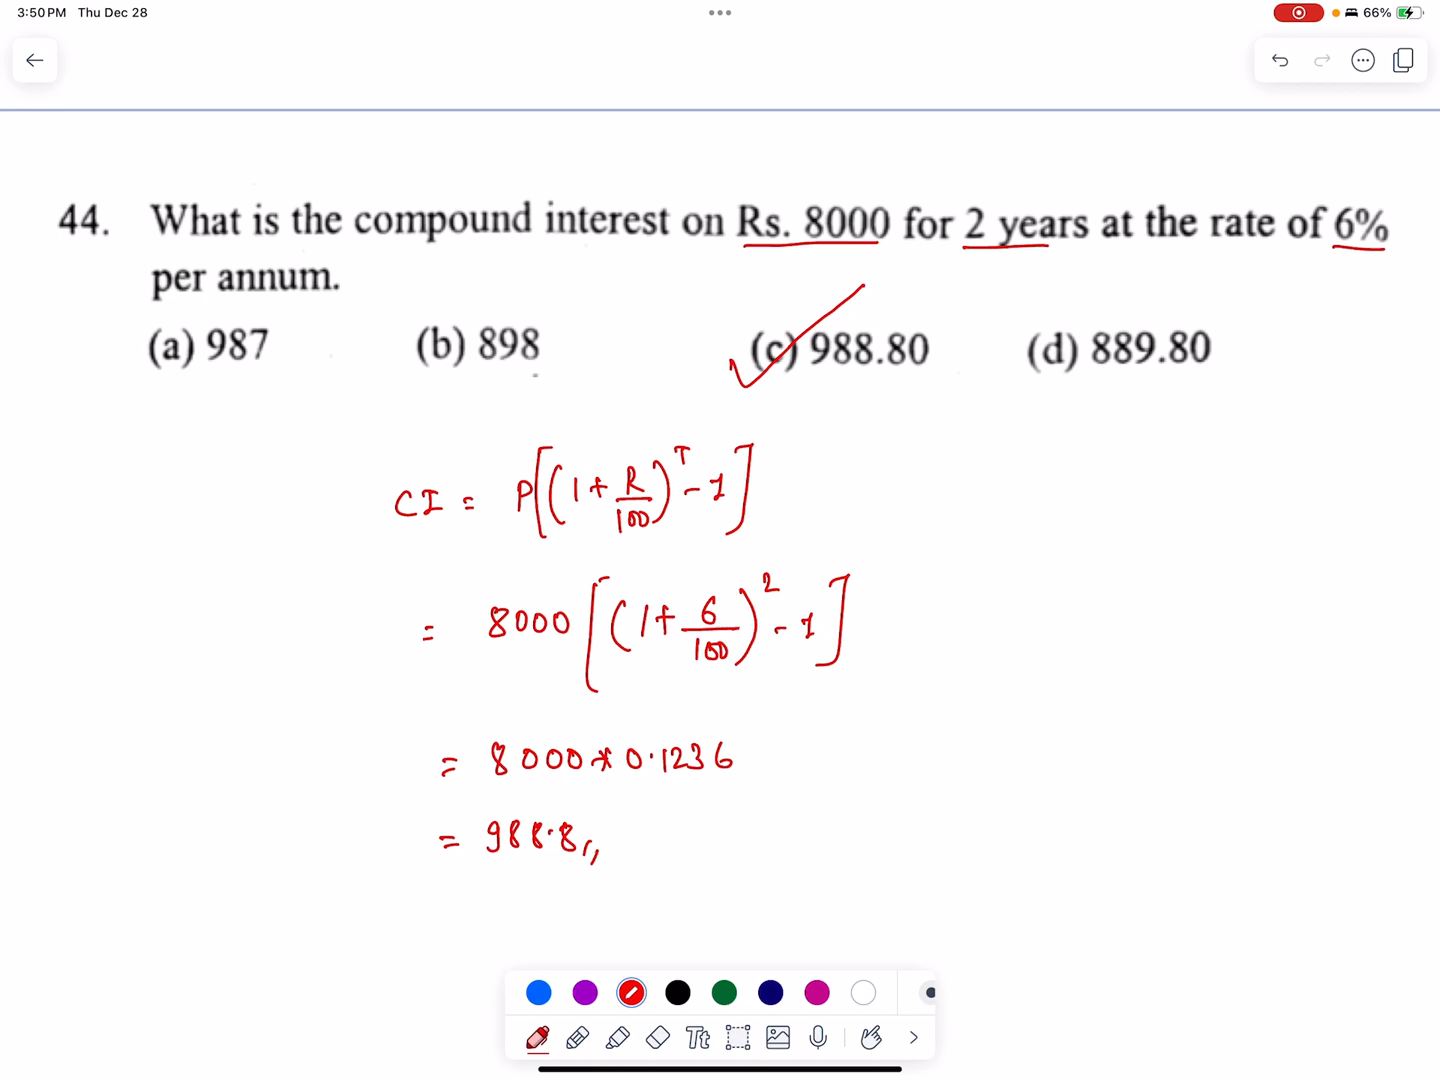 3:50 PM Thu Dec 28
66%
44. What is the compound interest on Rs. 8000 for 2 years at the rate of 6%
per annum.
(a) 987 (b) 898 (c) 988.80 (d) 889.80
CI = P[(1+R/100)^T - 1]
= 8000[(1+6/100)^2 - 1]
= 8000*0.1236
= 988.8,,
Tt